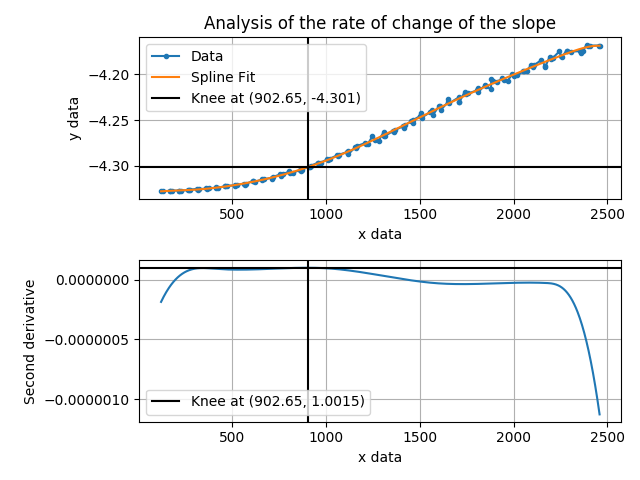 Analysis of the rate of change of the slope
Data
Spline Fit
Knee at (902.65, -4.301)
−4.20
−4.25
−4.30
y data
500
1000
1500
2000
2500
x data
0.0000000
−0.0000005
−0.0000010
Second derivative
Knee at (902.65, 1.0015)
500
1000
1500
2000
2500
x data